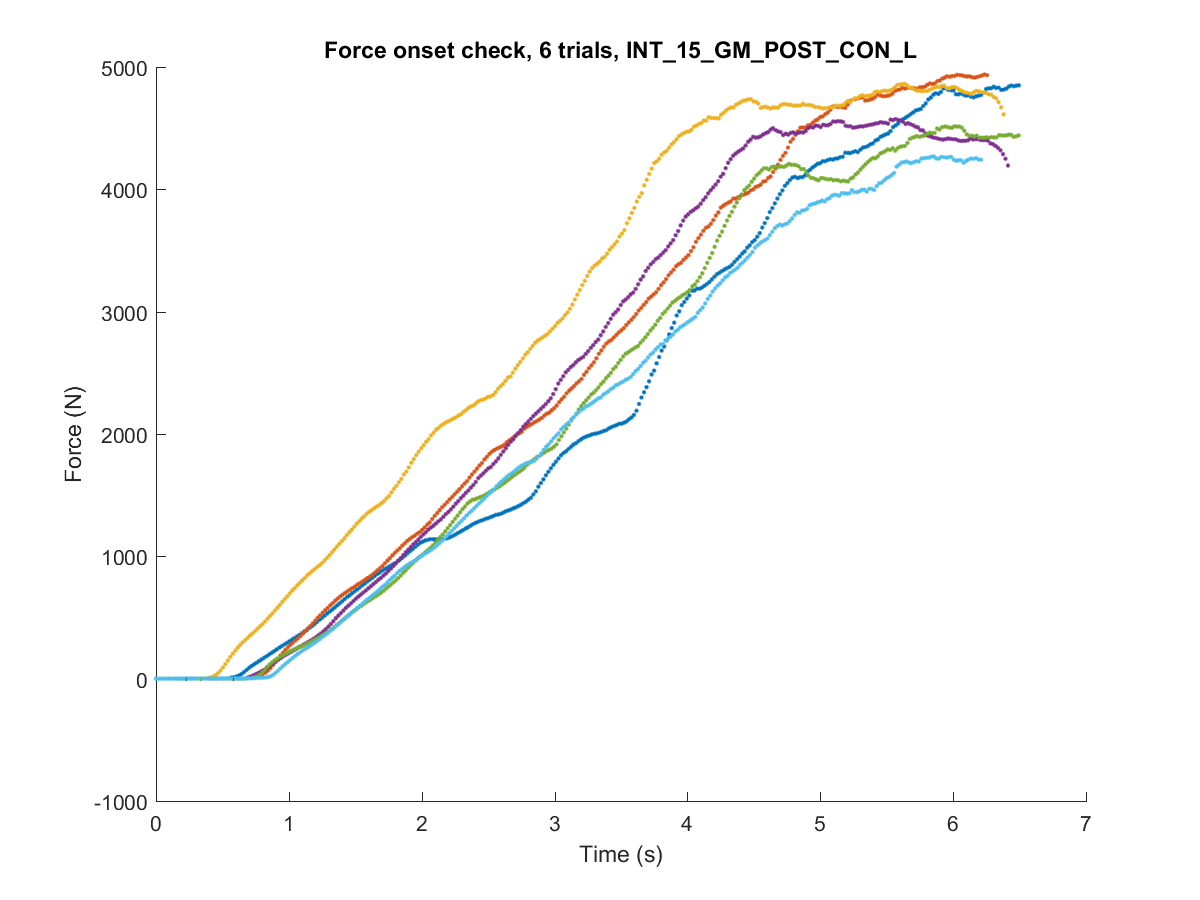 Force onset check, 6 trials, INT_15_GM_POST_CON_L
5000
4000
3000
2000
1000
0
-1000
Force (N)
0 1 2 3 4 5 6 7
Time (s)